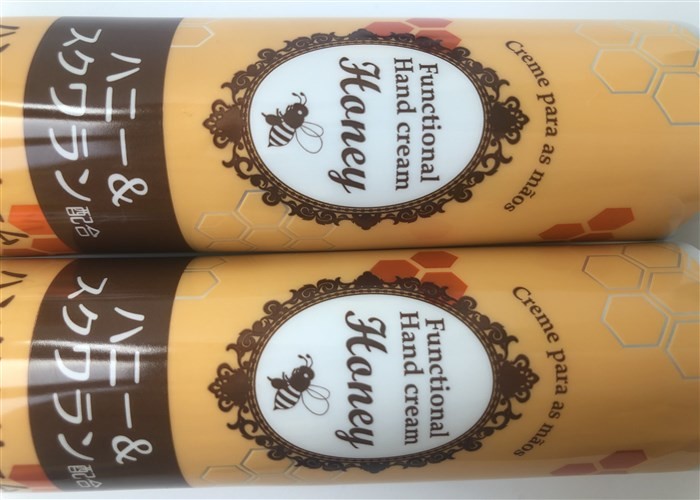 ハニー&
スクワラン配合
Functional
Hand cream
Honey
Creme para as mãos
ハニー&
スクワラン配合
Functional
Hand cream
Honey
Creme para as mãos